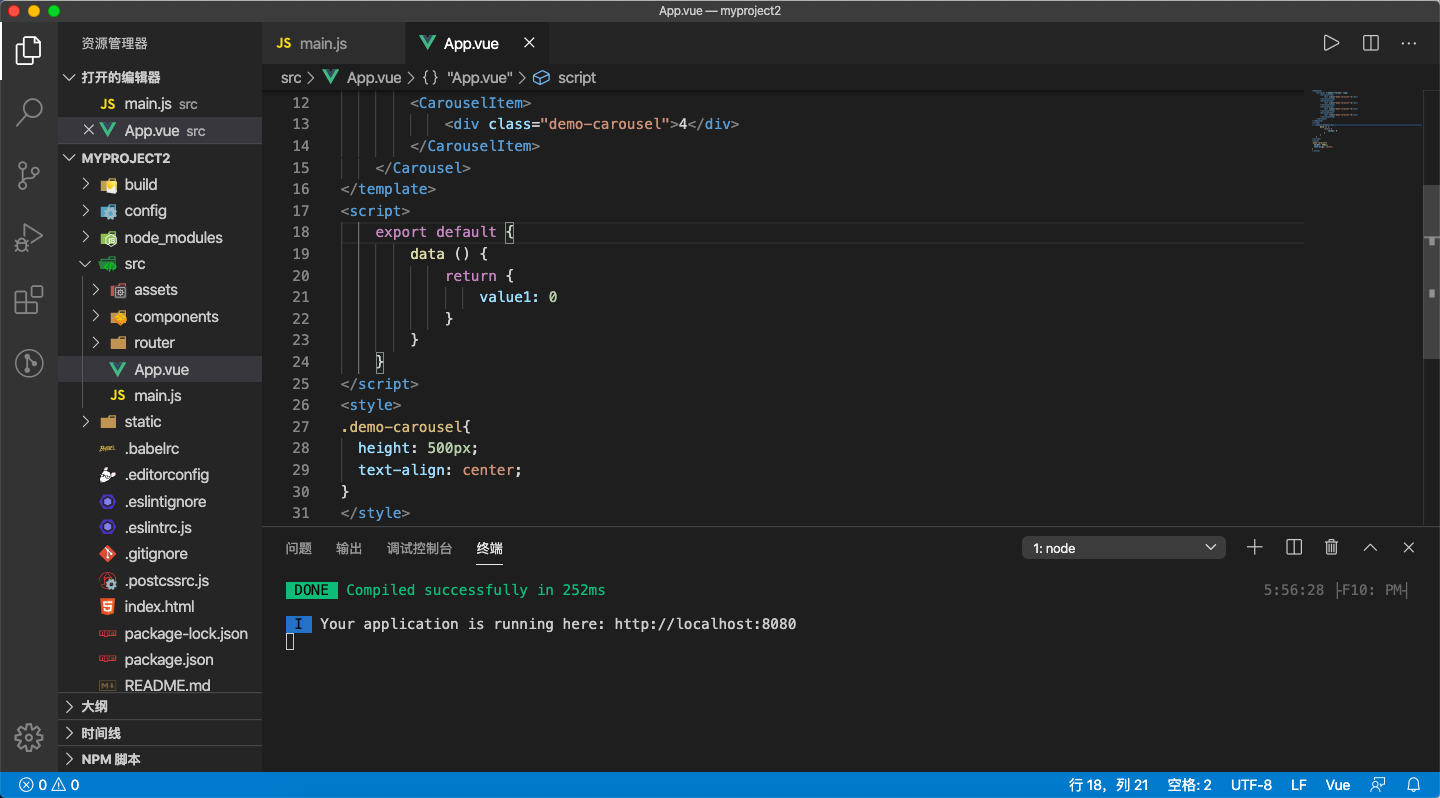 App.vue — myproject2
资源管理器
打开的编辑器
JS main.js src
App.vue src
MYPROJECT2
build
config
node_modules
src
assets
components
router
App.vue
JS main.js
static
.babelrc
.editorconfig
.eslintignore
.eslintrc.js
.gitignore
.postcssrc.js
index.html
package-lock.json
package.json
README.md
大纲
时间线
NPM 脚本
JS main.js
App.vue
src > App.vue > {} "App.vue" > script
12 <CarouselItem>
13 <div class="demo-carousel">4</div>
14 </CarouselItem>
15 </Carousel>
16 </template>
17 <script>
18 export default {
19 data () {
20 return {
21 value1: 0
22 }
23 }
24 }
25 </script>
26 <style>
27 .demo-carousel{
28 height: 500px;
29 text-align: center;
30 }
31 </style>
问题 输出 调试控制台 终端
1: node
DONE Compiled successfully in 252ms 5:56:28 ├F10: PM┤
I Your application is running here: http://localhost:8080
0 0
行 18，列 21 空格: 2 UTF-8 LF Vue